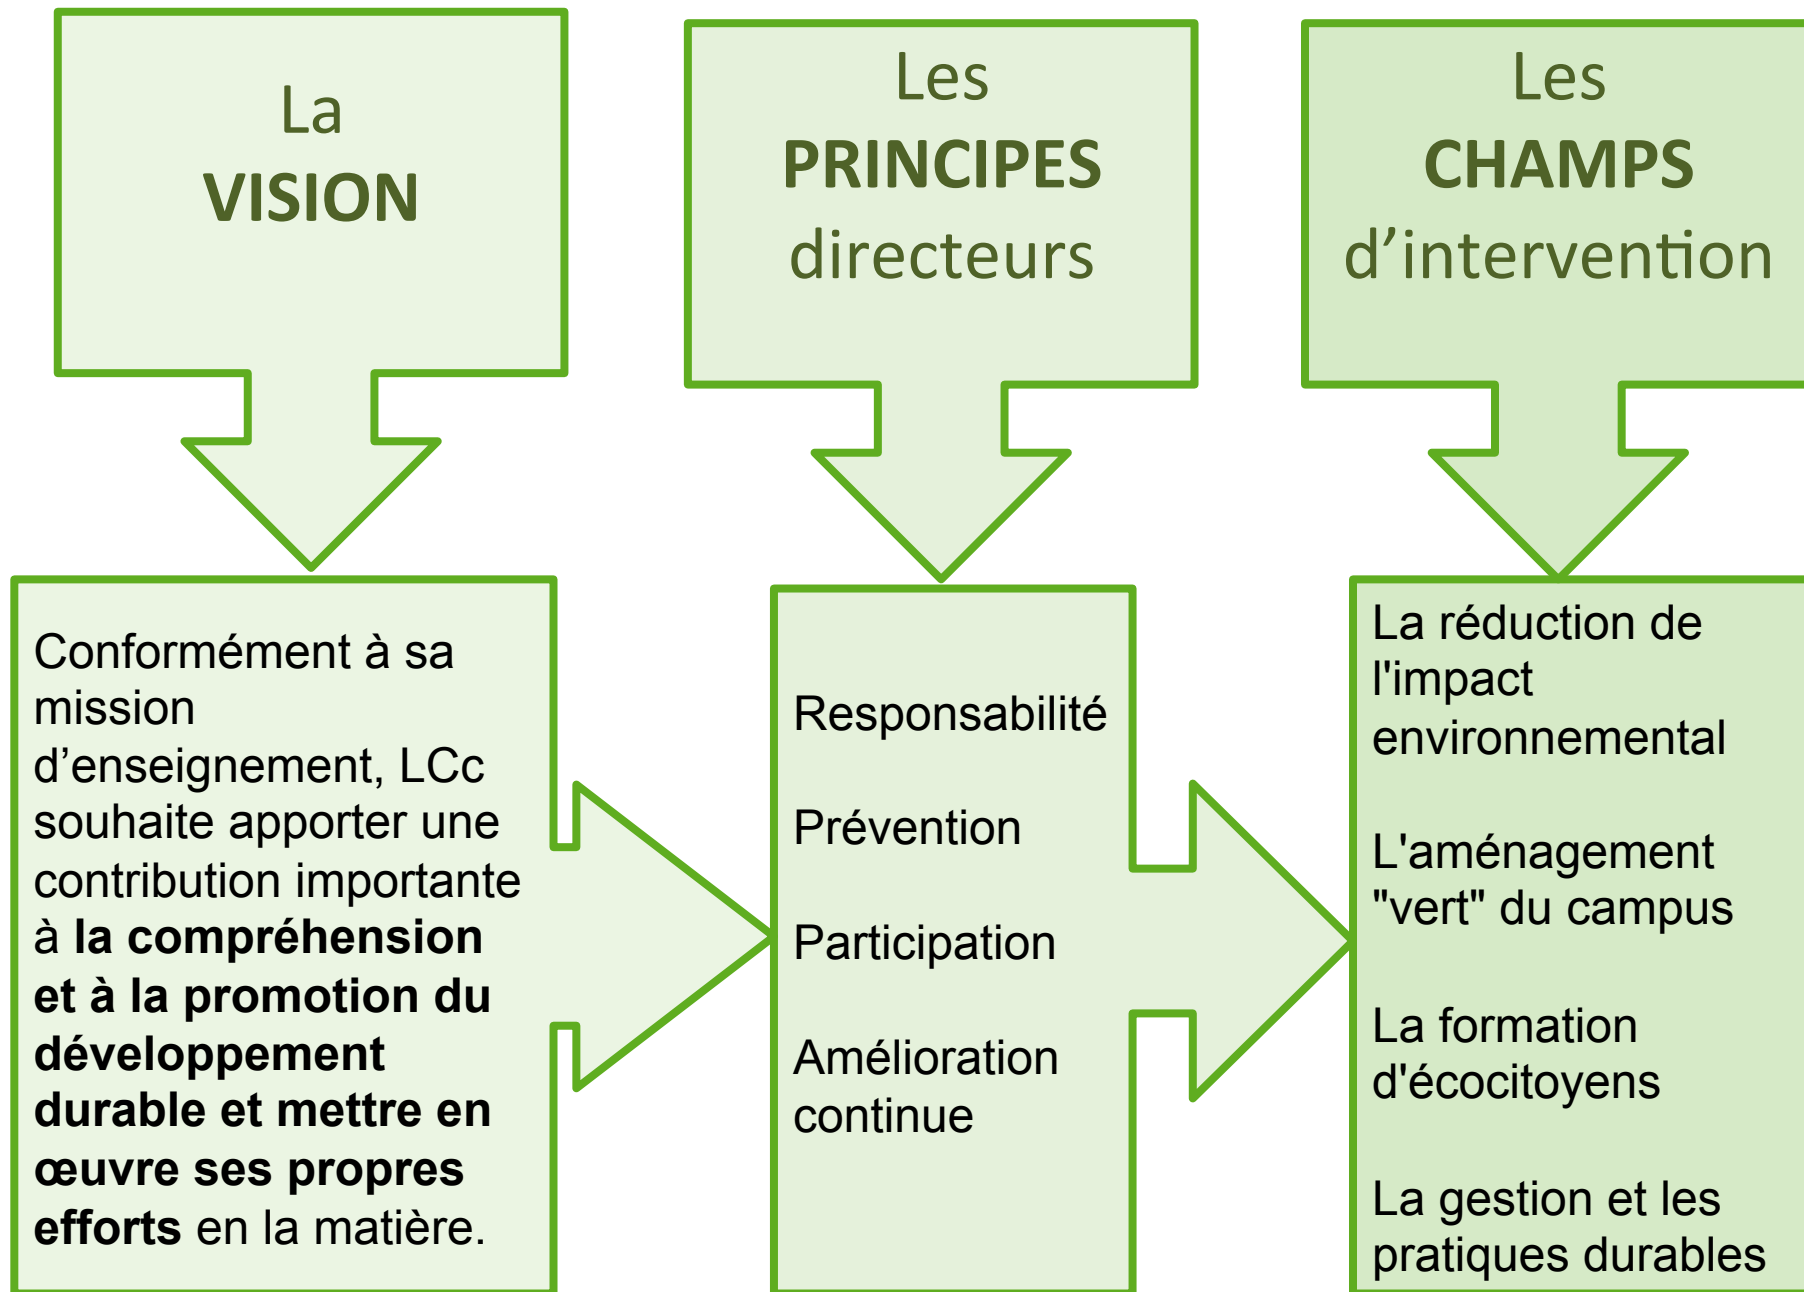 La
VISION
Les
PRINCIPES
directeurs
Les
CHAMPS
d’intervention
Conformément à sa
mission
d’enseignement, LCc
souhaite apporter une
contribution importante
à la compréhension
et à la promotion du
développement
durable et mettre en
œuvre ses propres
efforts en la matière.
Responsabilité
Prévention
Participation
Amélioration
continue
La réduction de
l'impact
environnemental
L'aménagement
"vert" du campus
La formation
d'écocitoyens
La gestion et les
pratiques durables